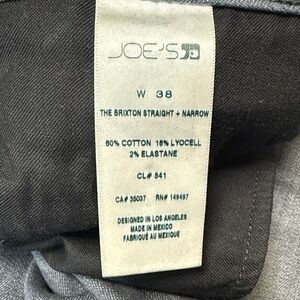 JOE'S
W 38
THE BRIXTON STRAIGHT + NARROW
80% COTTON 18% LYOCELL
2% ELASTANE
CL# 541
CA# 35037 RN# 149497
DESIGNED IN LOS ANGELES
MADE IN MEXICO
FABRIQUÉ AU MEXIQUE